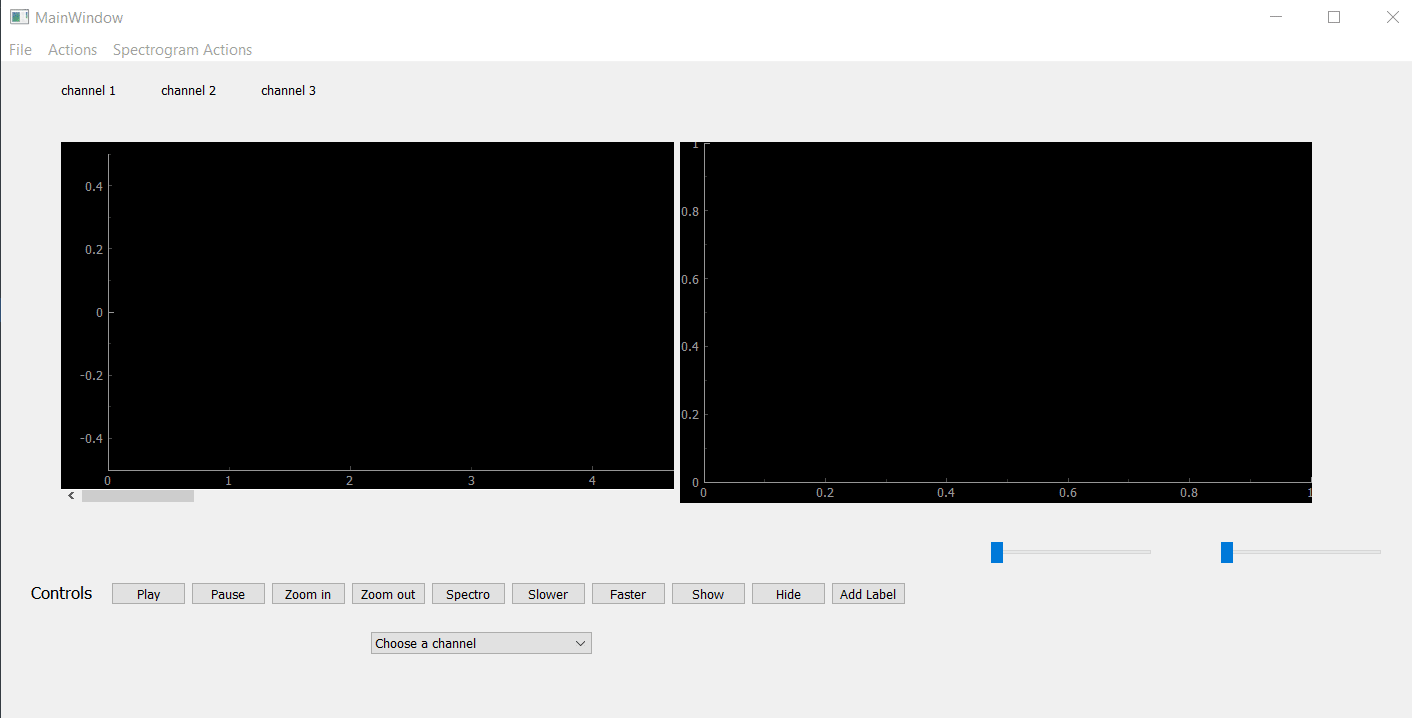 MainWindow
File Actions Spectrogram Actions
channel 1 channel 2 channel 3
0.4
0.2
0
-0.2
-0.4
0 1 2 3 4
1
0.8
0.6
0.4
0.2
0
0 0.2 0.4 0.6 0.8 1
Controls Play Pause Zoom in Zoom out Spectro Slower Faster Show Hide Add Label
Choose a channel